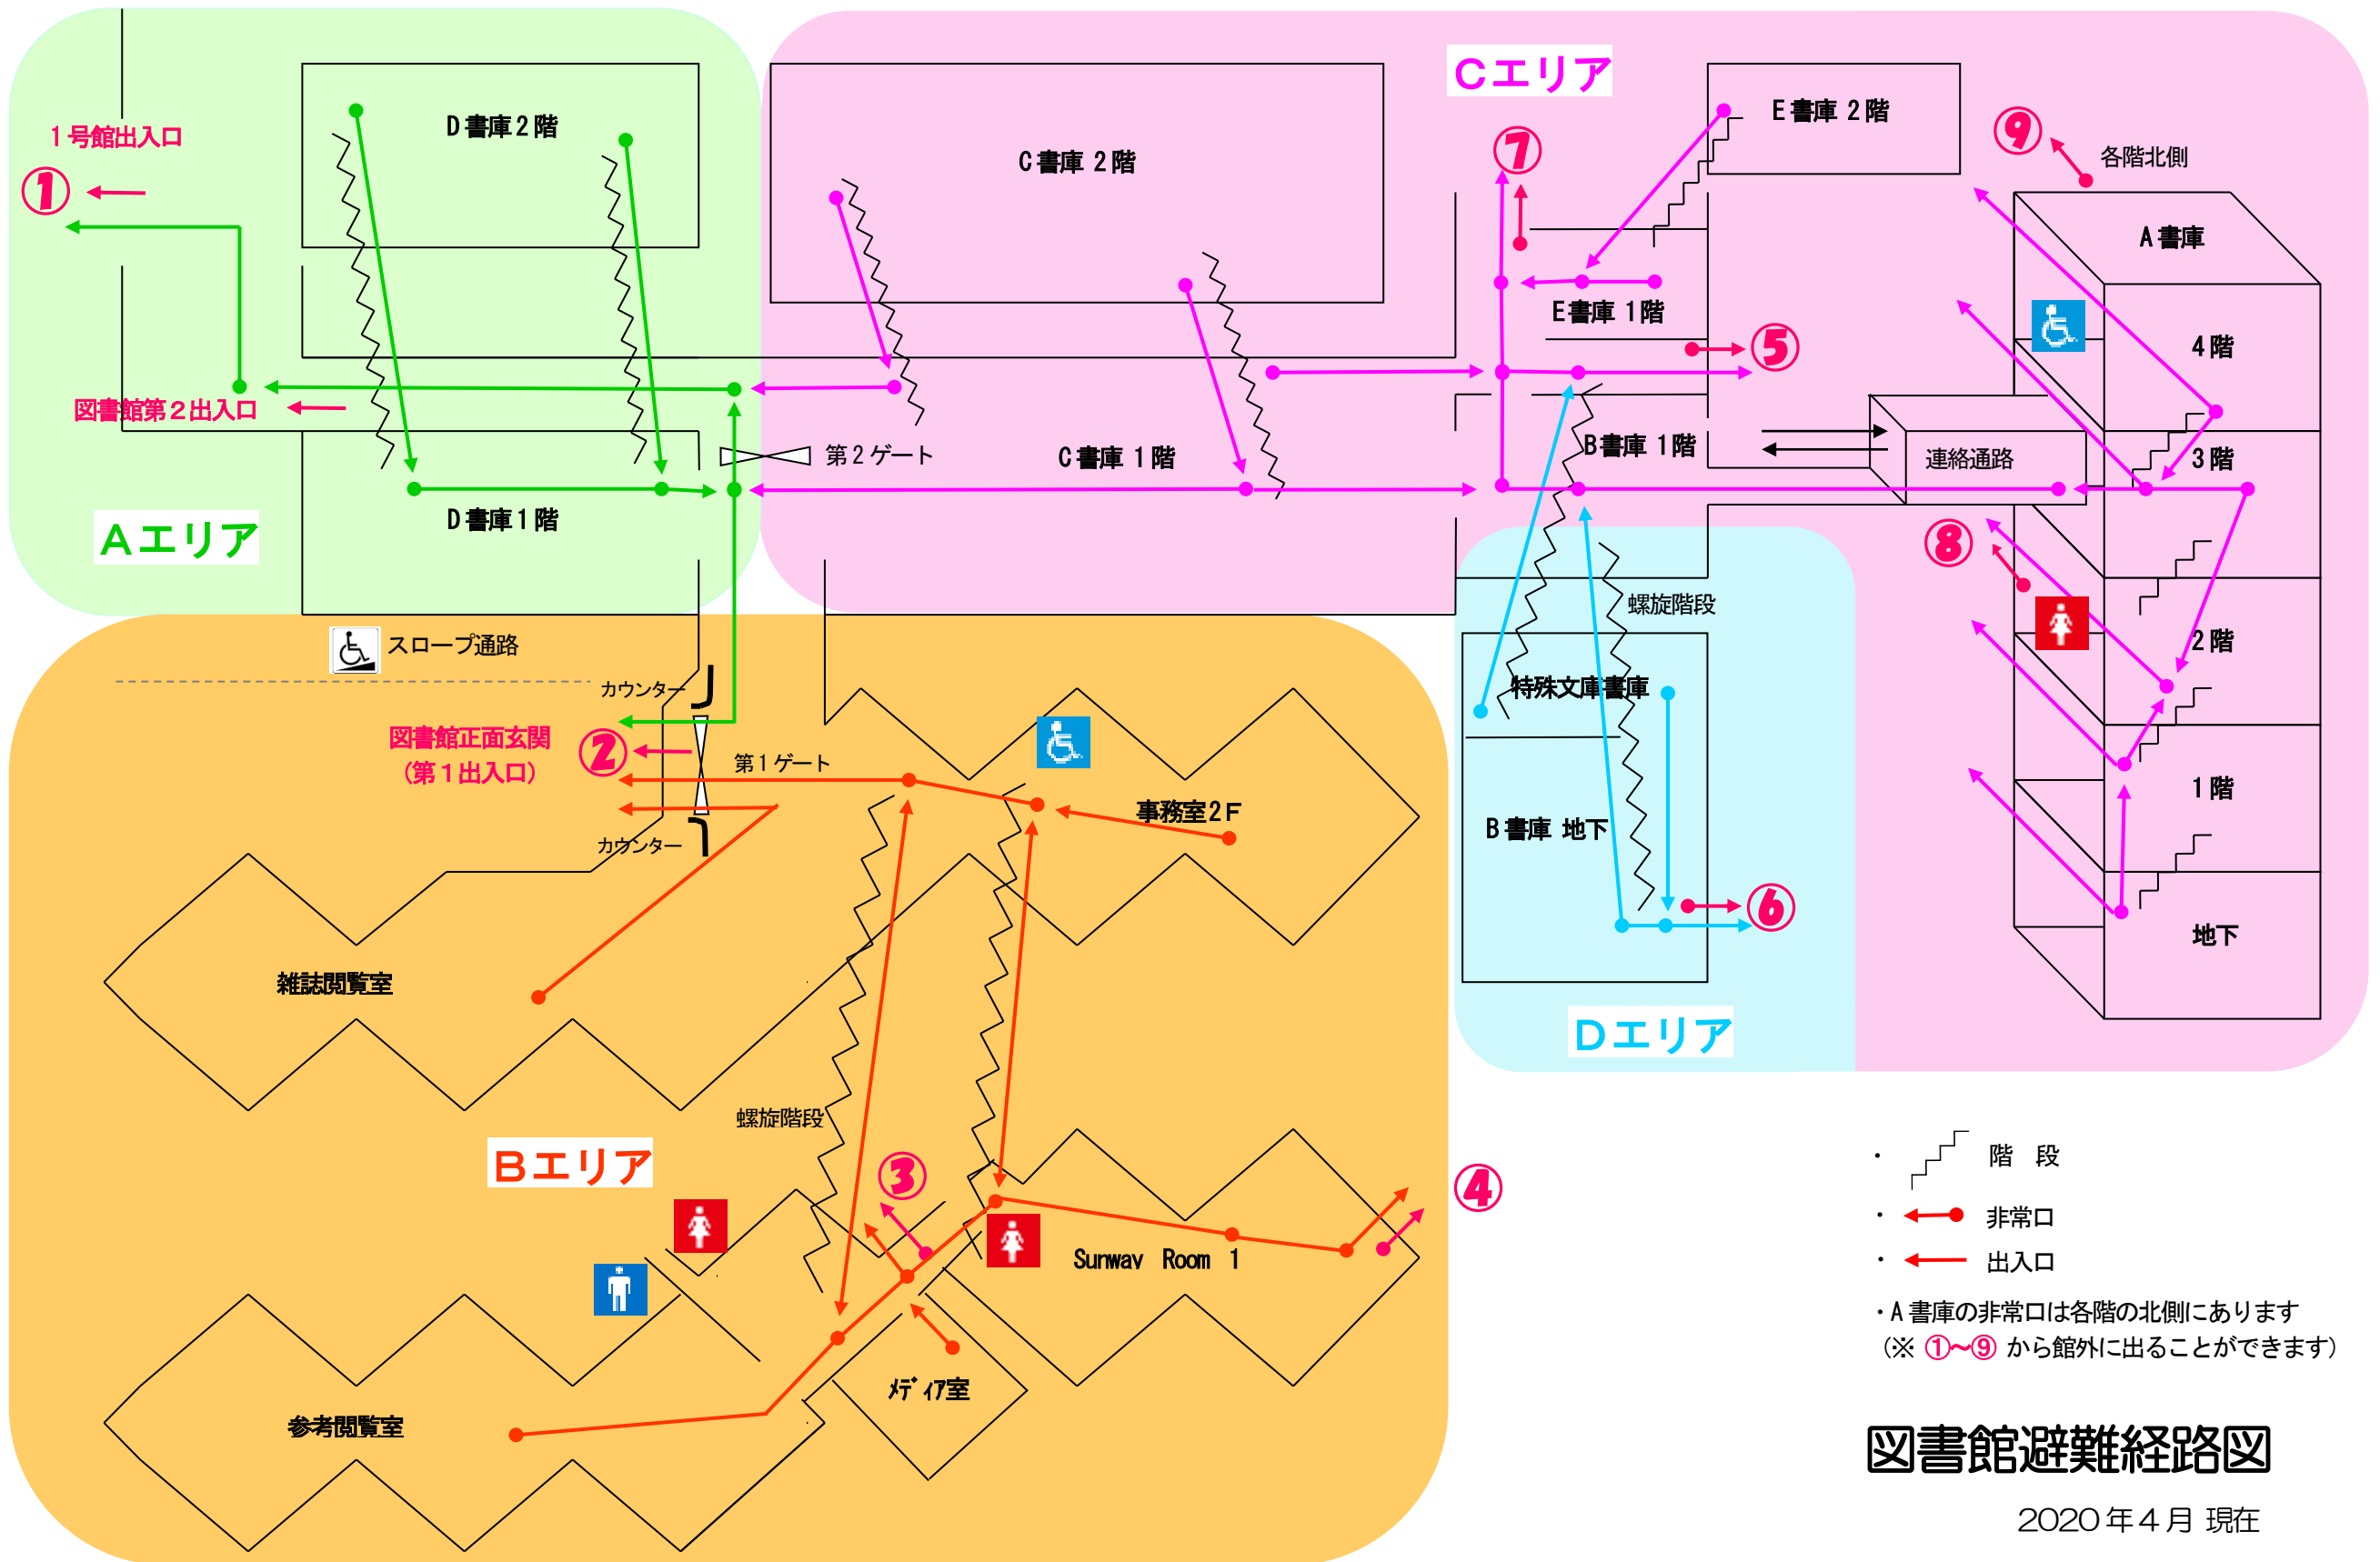 Cエリア
1号館出入口
①
D書庫2階
C書庫 2階
⑦
E書庫 2階
⑨
各階北側
A書庫
E書庫 1階
⑤
4階
図書館第2出入口
第2ゲート
C書庫 1階
B書庫 1階
連絡通路
3階
Aエリア
D書庫1階
⑧
螺旋階段
2階
スロープ通路
カウンター
特殊文庫書庫
図書館正面玄関
(第1出入口)
②
第1ゲート
カウンター
事務室2F
B書庫 地下
1階
⑥
地下
雑誌閲覧室
Dエリア
螺旋階段
Bエリア
③
④
Sunway Room 1
メディア室
参考閲覧室
・ 階 段
・ 非常口
・ 出入口
・A書庫の非常口は各階の北側にあります
(※ ①~⑨ から館外に出ることができます)
図書館避難経路図
2020年4月 現在